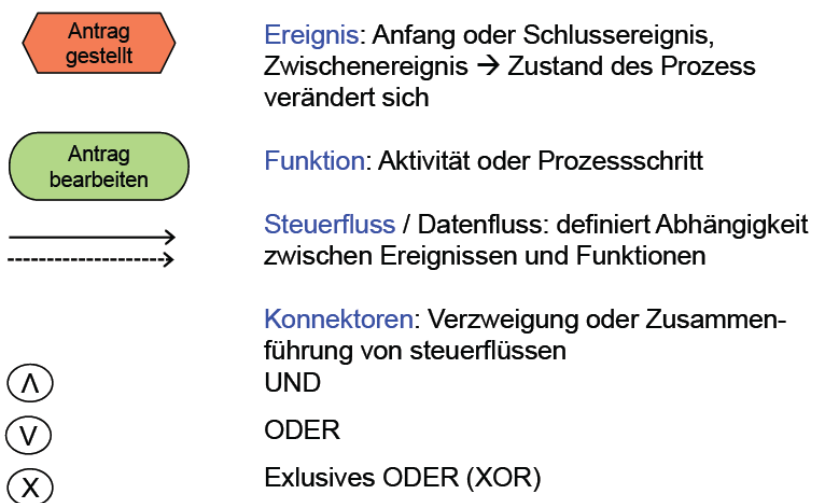 Antrag
gestellt
Ereignis: Anfang oder Schlussereignis,
Zwischenereignis → Zustand des Prozess
verändert sich
Antrag
bearbeiten
Funktion: Aktivität oder Prozessschritt
Steuerfluss / Datenfluss: definiert Abhängigkeit
zwischen Ereignissen und Funktionen
Konnektoren: Verzweigung oder Zusammen-
führung von steuerflüssen
Λ UND
V ODER
X Exlusives ODER (XOR)